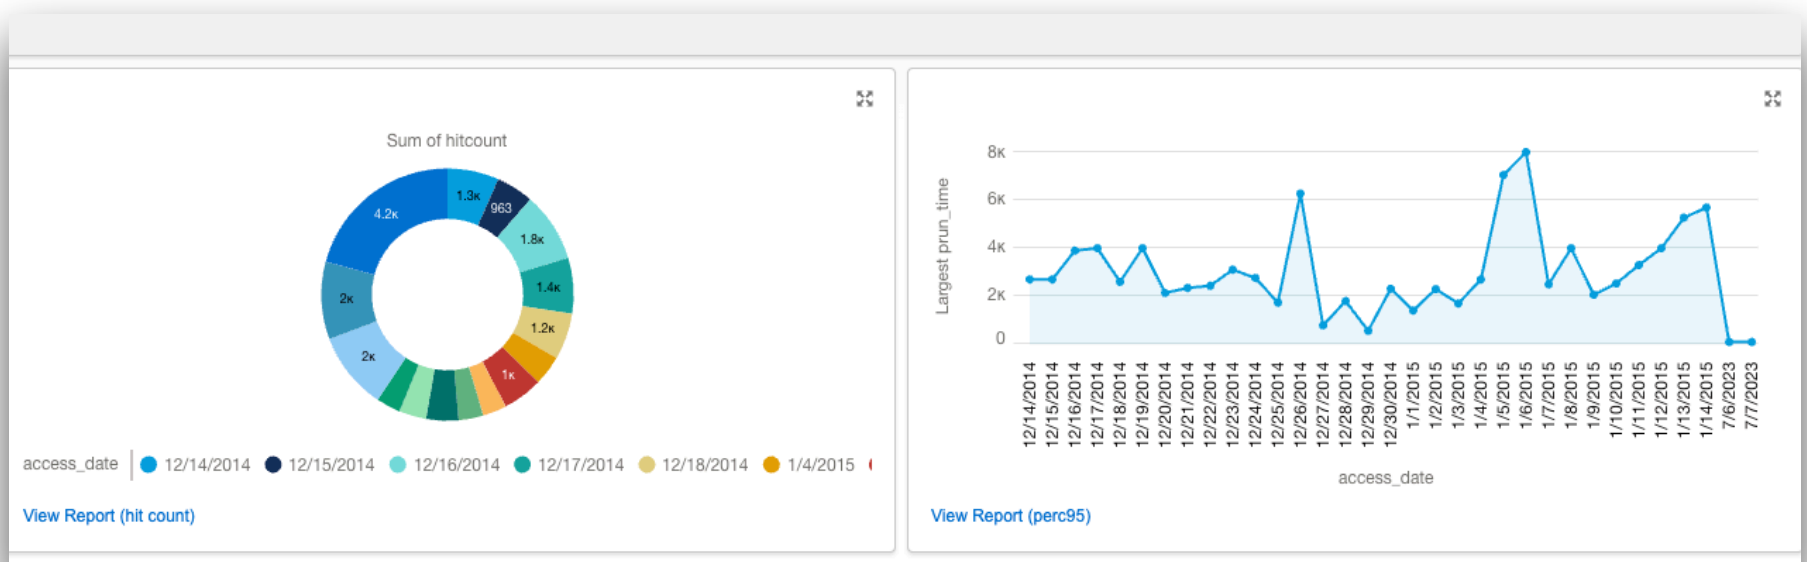 Sum of hitcount
4.2K
1.3K
963
1.8K
1.4K
1.2K
1K
2K
2K
access_date
12/14/2014
12/15/2014
12/16/2014
12/17/2014
12/18/2014
1/4/2015
View Report (hit count)
Largest prun_time
8K
6K
4K
2K
0
12/14/2014
12/15/2014
12/16/2014
12/17/2014
12/18/2014
12/19/2014
12/20/2014
12/21/2014
12/22/2014
12/23/2014
12/24/2014
12/25/2014
12/26/2014
12/27/2014
12/28/2014
12/29/2014
12/30/2014
1/1/2015
1/2/2015
1/3/2015
1/4/2015
1/5/2015
1/6/2015
1/7/2015
1/8/2015
1/9/2015
1/10/2015
1/11/2015
1/12/2015
1/13/2015
1/14/2015
7/6/2023
7/7/2023
access_date
View Report (perc95)